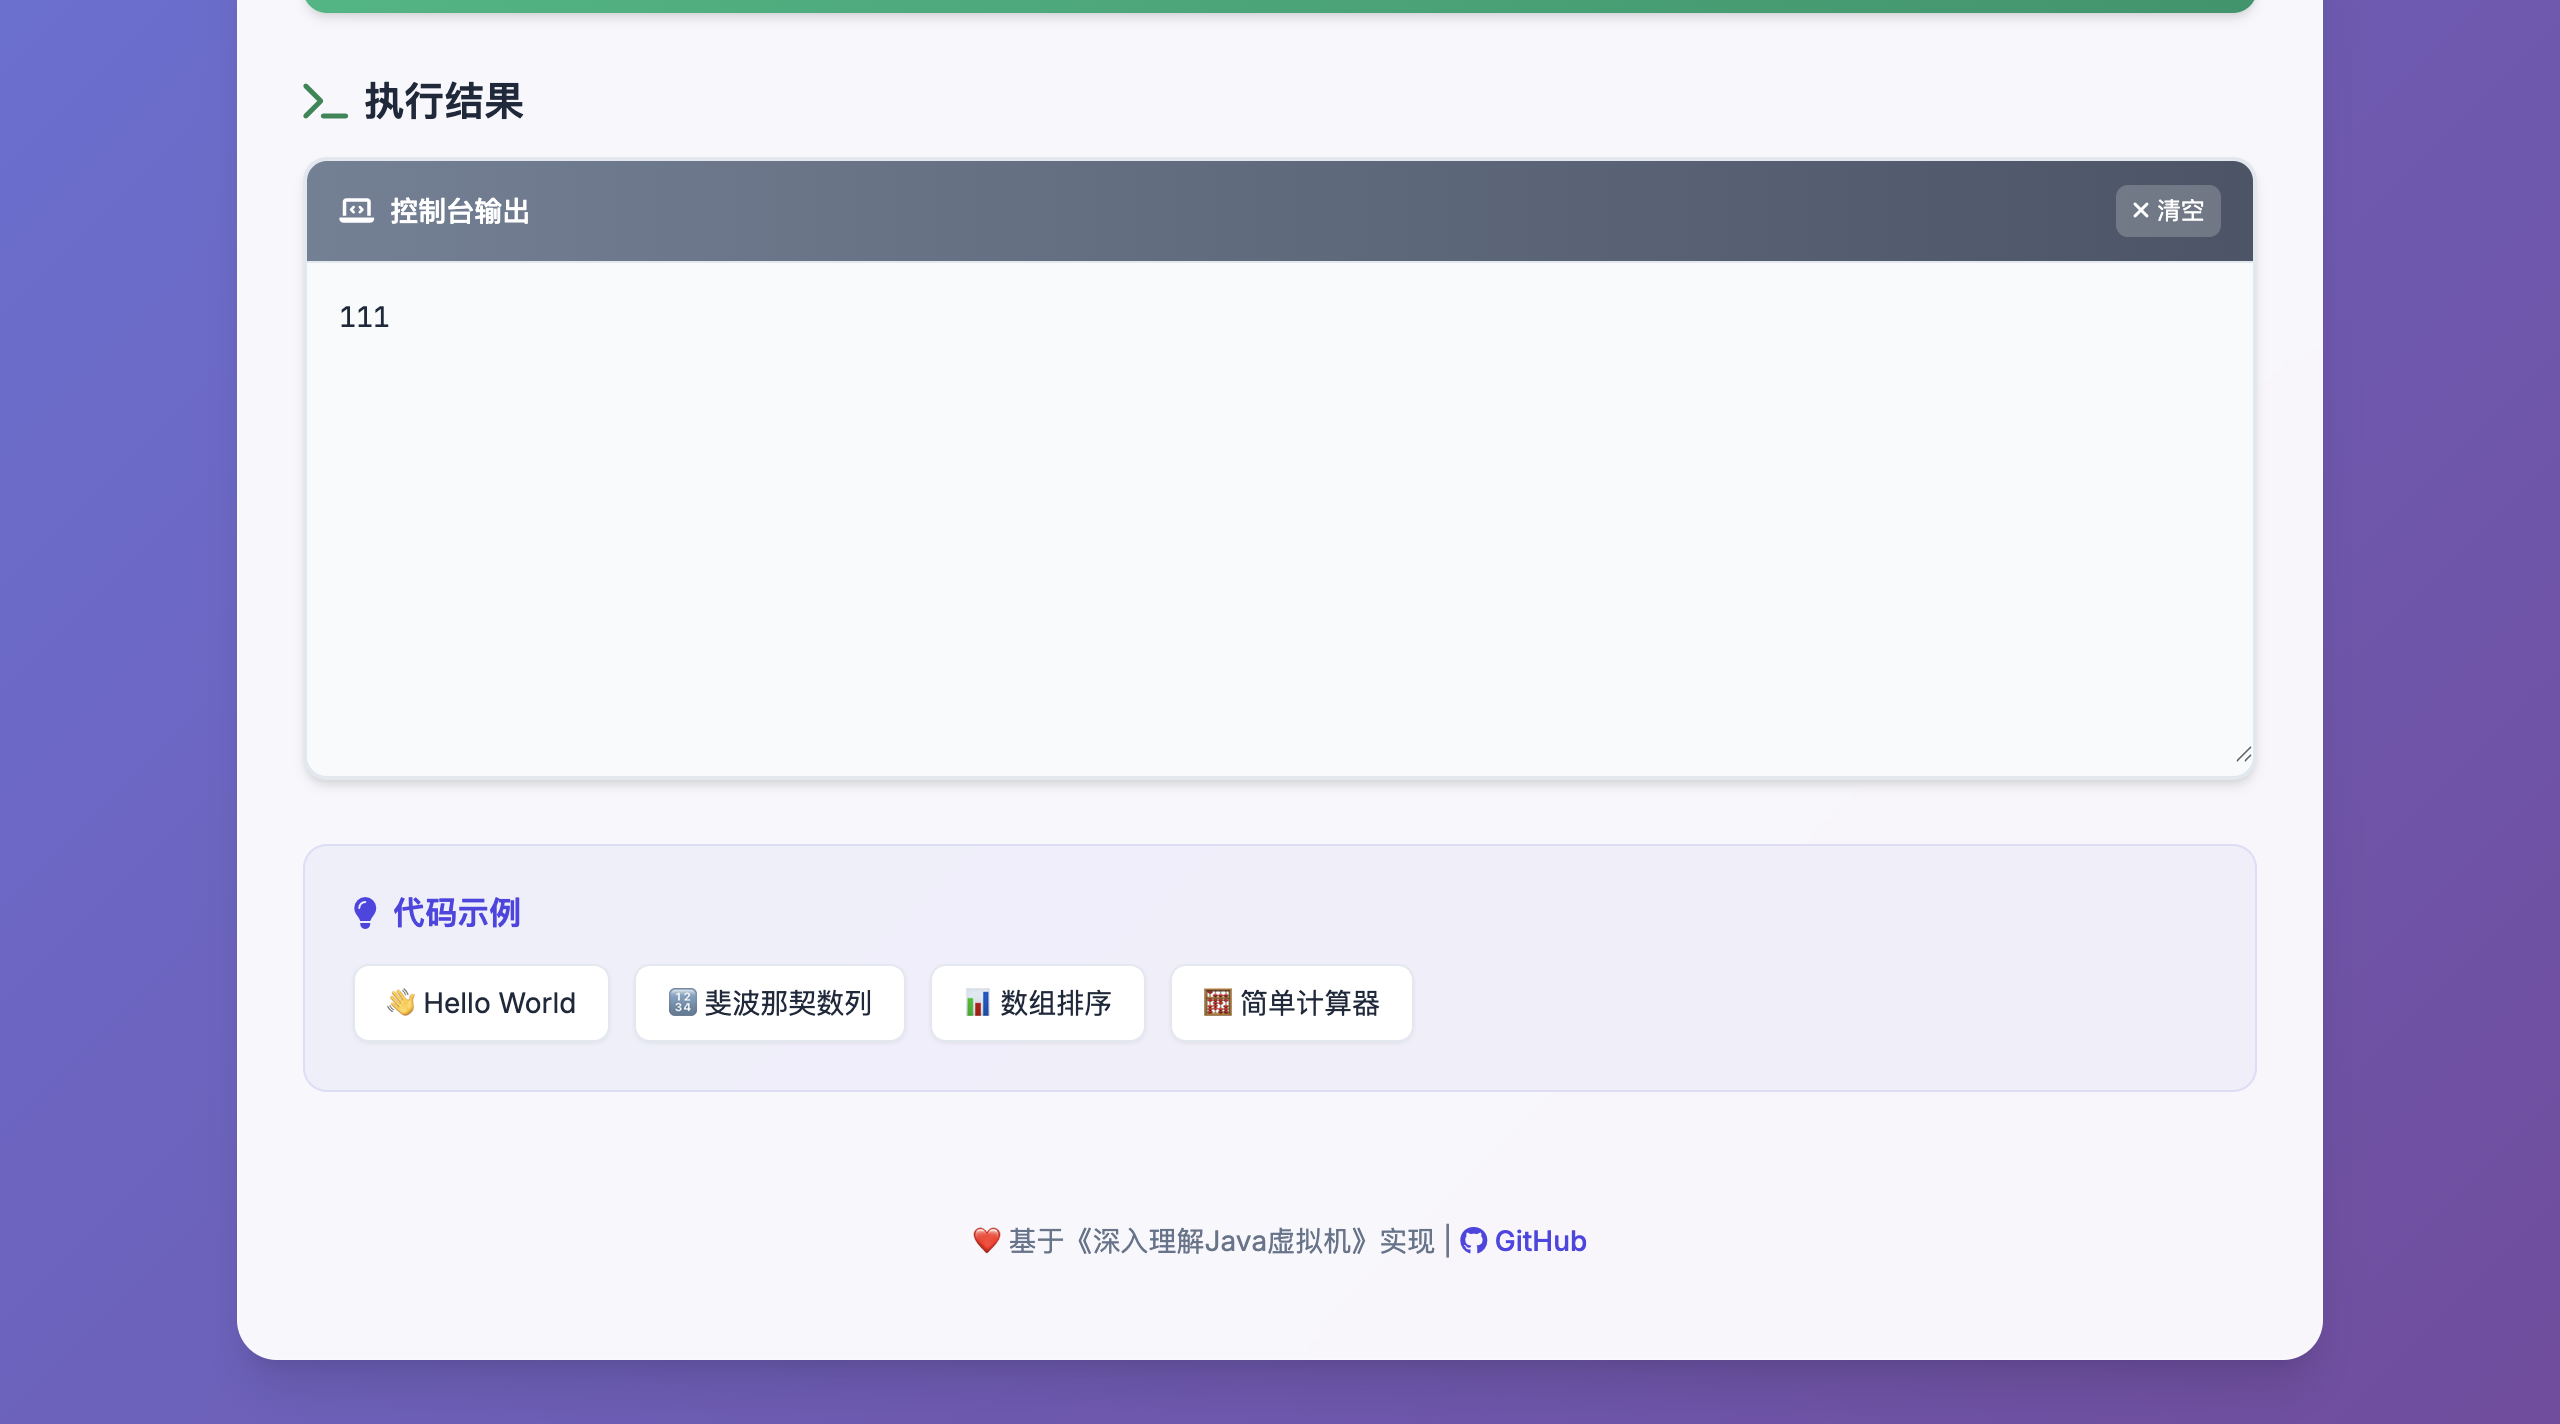 执行结果
控制台输出
清空
111
代码示例
👋 Hello World
🔢 斐波那契数列
📊 数组排序
🧮 简单计算器
❤️ 基于《深入理解Java虚拟机》实现 | GitHub